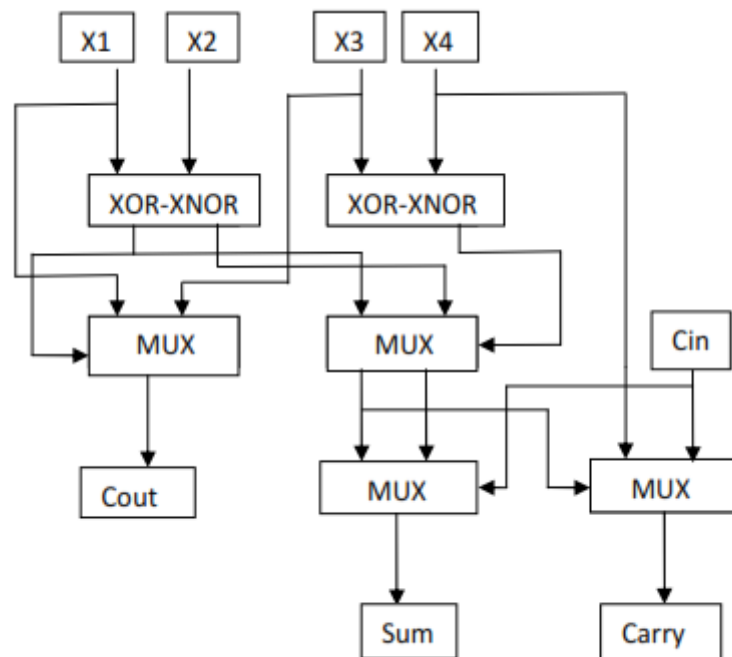 X1
X2
X3
X4
XOR-XNOR
XOR-XNOR
MUX
MUX
Cin
MUX
MUX
Cout
Sum
Carry